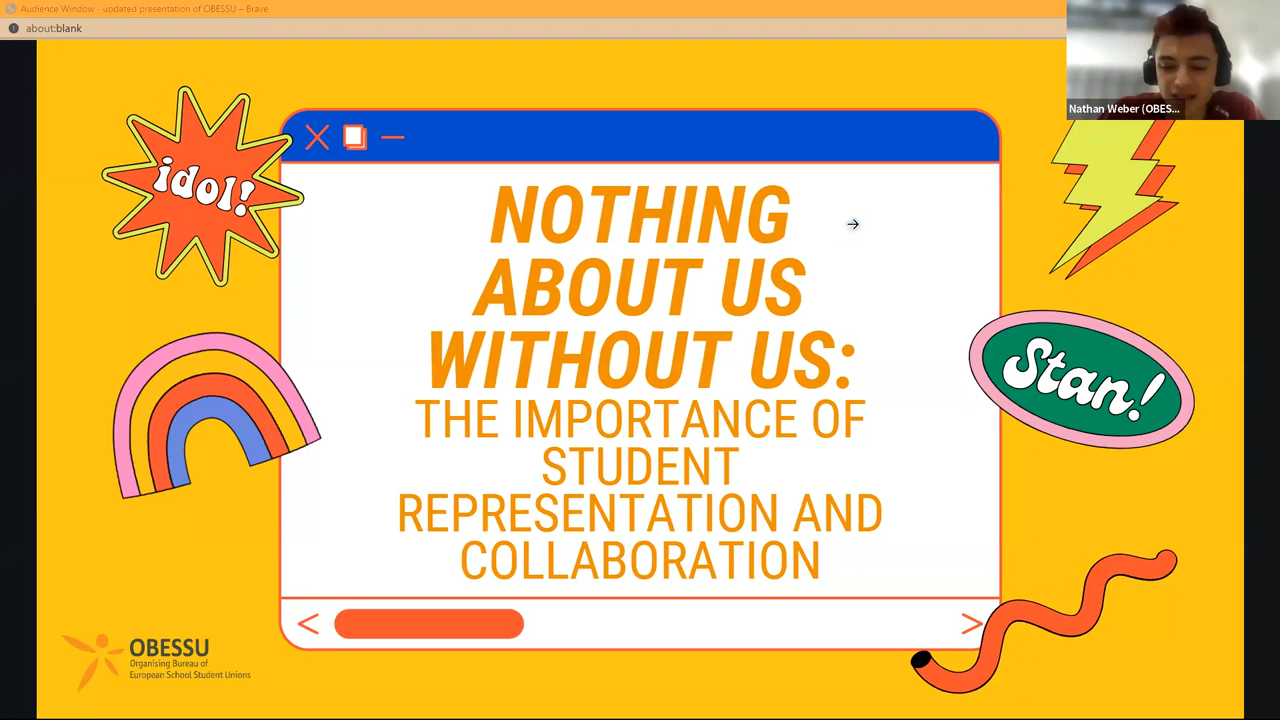 Audience Window - updated presentation of OBESSU – Brave
about:blank
Nathan Weber (OBES...
idol!
NOTHING
ABOUT US
WITHOUT US:
THE IMPORTANCE OF
STUDENT
REPRESENTATION AND
COLLABORATION
Stan!
OBESSU
Organising Bureau of
European School Student Unions